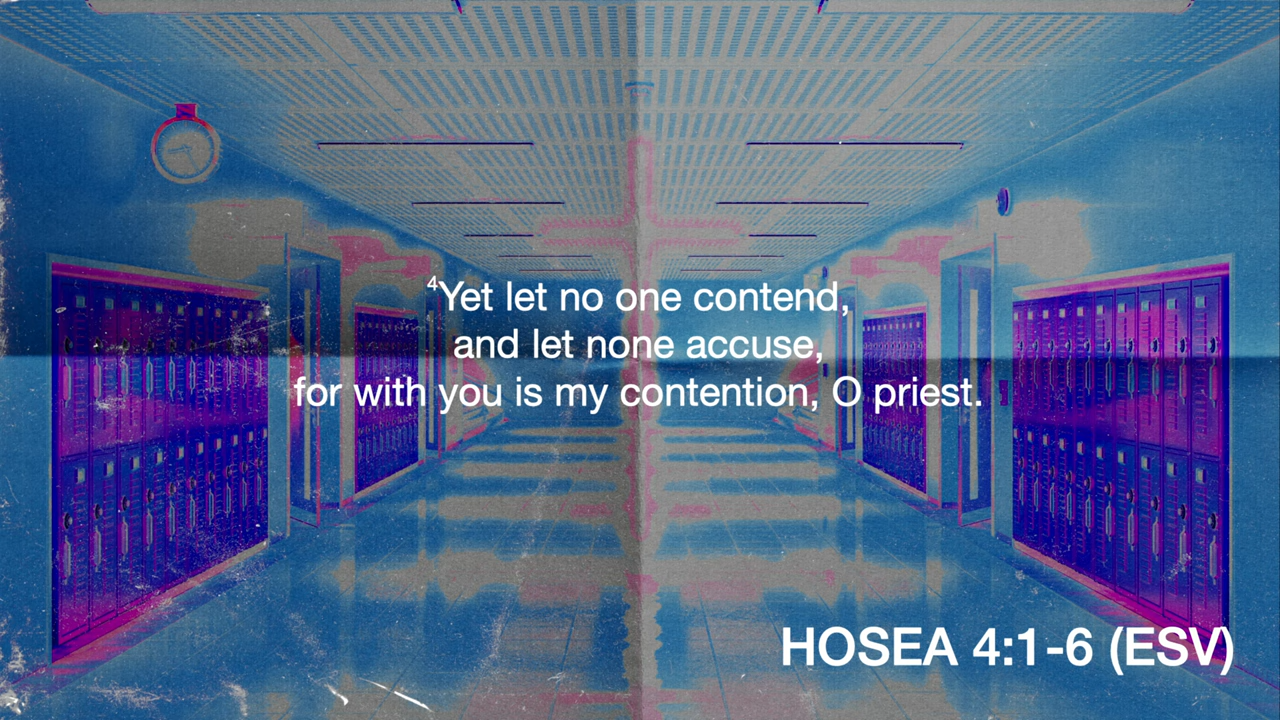 ⁴Yet let no one contend,
and let none accuse,
for with you is my contention, O priest.
HOSEA 4:1-6 (ESV)